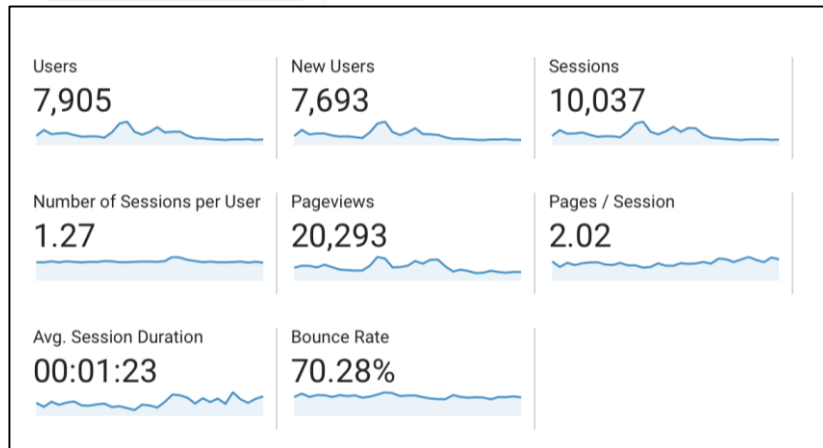 Users
7,905
New Users
7,693
Sessions
10,037
Number of Sessions per User
1.27
Pageviews
20,293
Pages / Session
2.02
Avg. Session Duration
00:01:23
Bounce Rate
70.28%